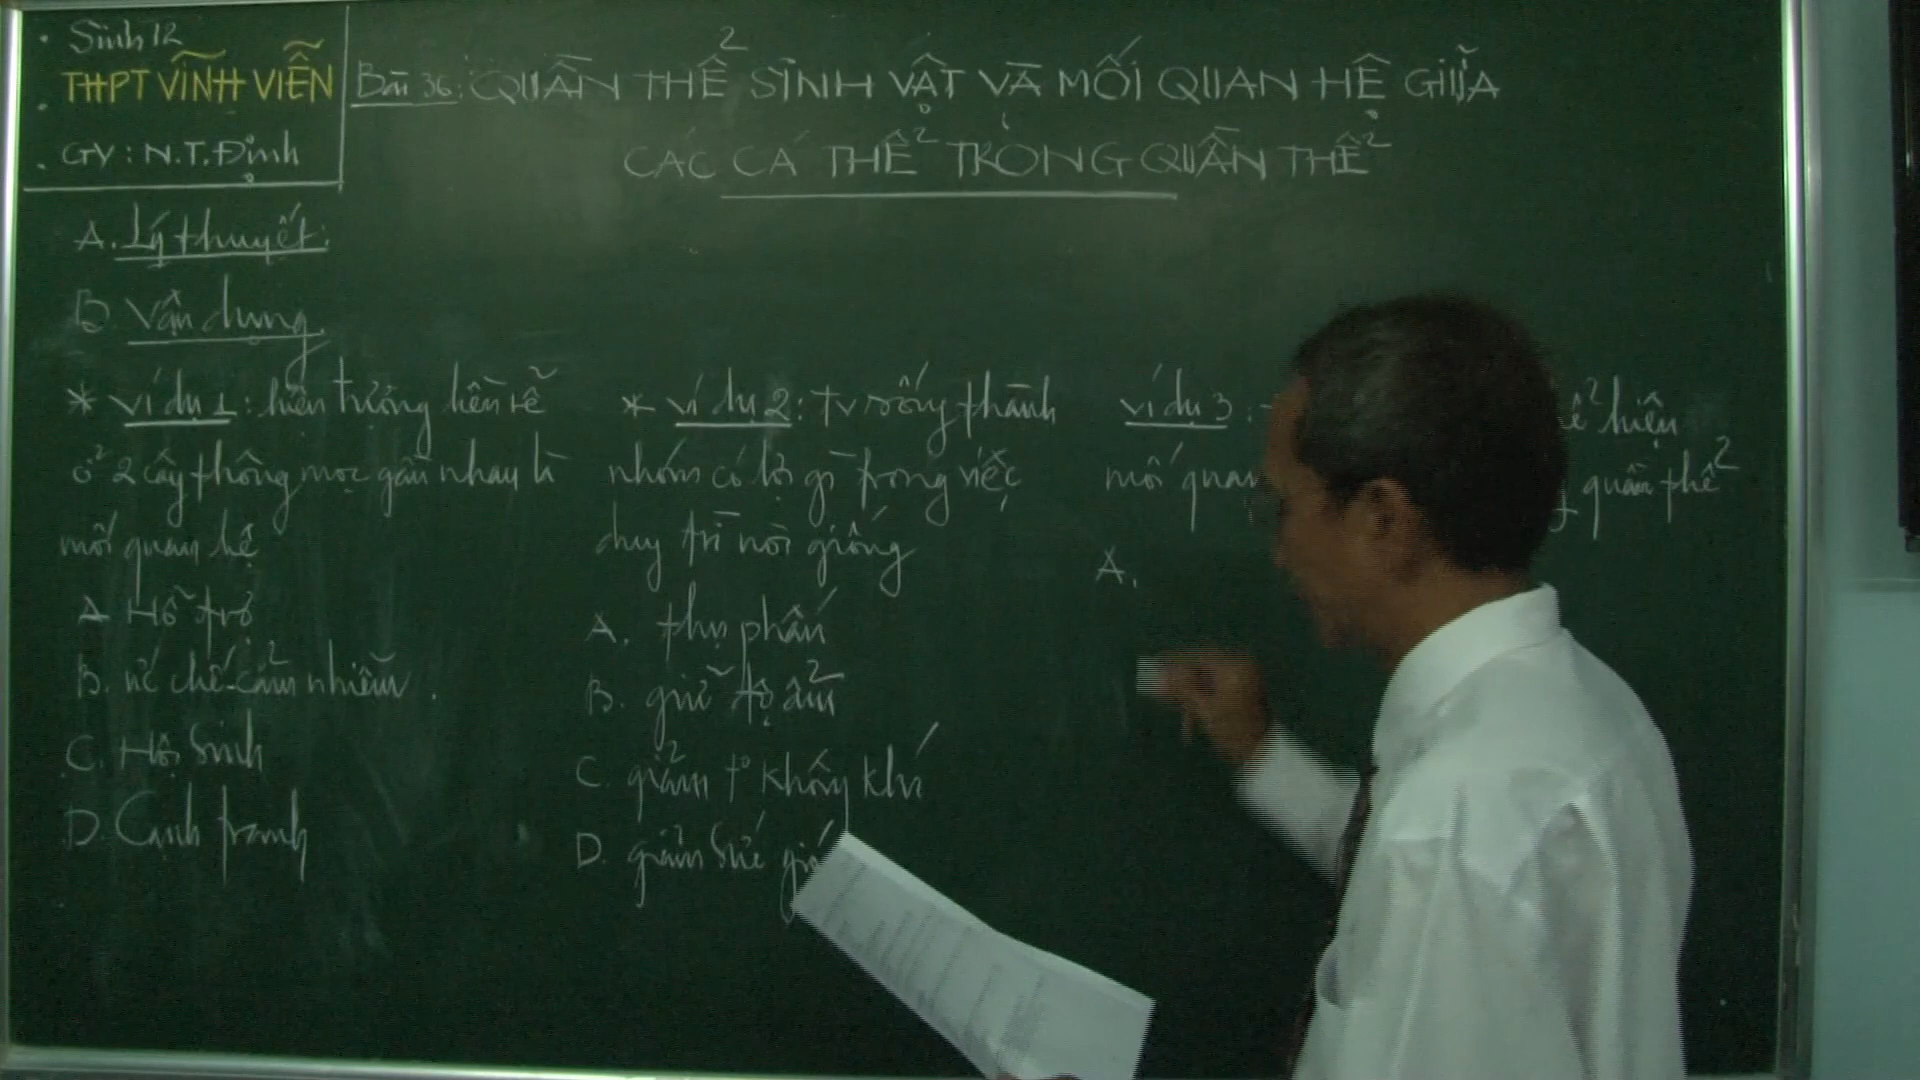 Sinh 12
THPT VĨNH VIỄN
GV: N.T.Định
Bài 36: QUẦN THỂ SINH VẬT VÀ MỐI QUAN HỆ GIỮA
CÁC CÁ THỂ TRONG QUẦN THỂ
A. Lý thuyết:
B. Vận dụng
* Ví dụ 1: hiện tượng liền rễ
ở 2 cây thông mọc gần nhau là
mối quan hệ
A. Hỗ trợ
B. ức chế cảm nhiễm.
C. Hội sinh
D. Cạnh tranh
* Ví dụ 2: TV sống thành
nhóm có lợi gì trong việc
duy trì nòi giống
A. thụ phấn
B. giữ độ ẩm
C. giảm t° không khí
D. giảm sức gió
Ví dụ 3: hiện
mối quan quần thể
A.